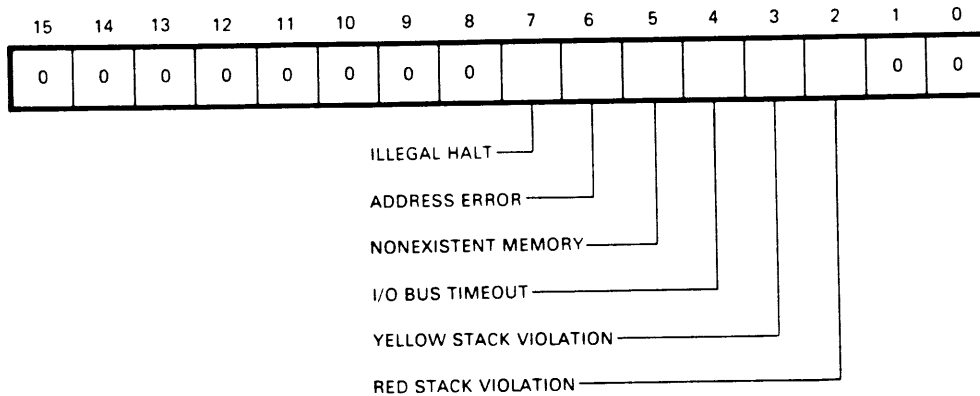 15 14 13 12 11 10 9 8 7 6 5 4 3 2 1 0
0 0 0 0 0 0 0 0 0 0
ILLEGAL HALT
ADDRESS ERROR
NONEXISTENT MEMORY
I/O BUS TIMEOUT
YELLOW STACK VIOLATION
RED STACK VIOLATION